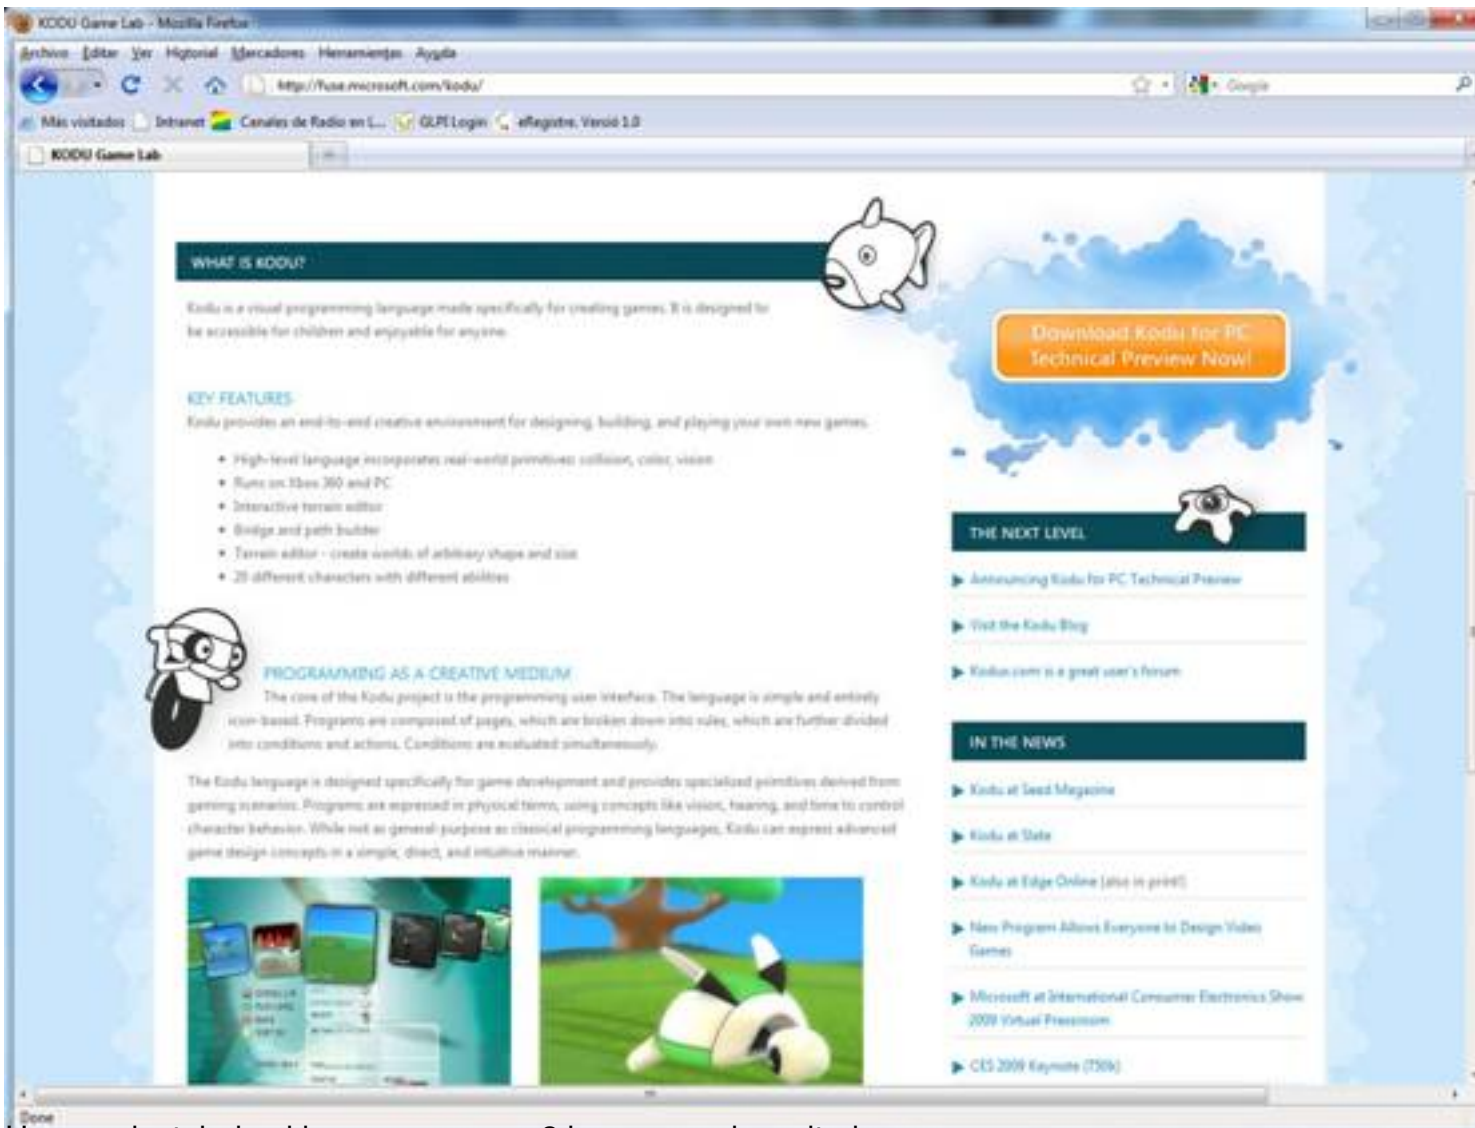 KODU Game Lab - Mozilla Firefox
Archivo Editar Ver Historial Marcadores Herramientas Ayuda
http://fuse.microsoft.com/kodu/
Google
Más visitados Intranet Canales de Radio en L... GLPI Login eRegistre, Versió 1.0
KODU Game Lab
WHAT IS KODU?
Kodu is a visual programming language made specifically for creating games. It is designed to
be accessible for children and enjoyable for anyone.
KEY FEATURES
Kodu provides an end-to-end creative environment for designing, building, and playing your own new games.
• High-level language incorporates real-world primitives: collision, color, vision
• Runs on Xbox 360 and PC
• Interactive terrain editor
• Bridge and path builder
• Terrain editor - create worlds of arbitrary shape and size
• 20 different characters with different abilities
PROGRAMMING AS A CREATIVE MEDIUM
The core of the Kodu project is the programming user interface. The language is simple and entirely
icon-based. Programs are composed of pages, which are broken down into rules, which are further divided
into conditions and actions. Conditions are evaluated simultaneously.
The Kodu language is designed specifically for game development and provides specialized primitives derived from
gaming scenarios. Programs are expressed in physical terms, using concepts like vision, hearing, and time to control
character behavior. While not as general-purpose as classical programming languages, Kodu can express advanced
game design concepts in a simple, direct, and intuitive manner.
Download Kodu for PC
Technical Preview Now!
THE NEXT LEVEL
Announcing Kodu for PC Technical Preview
Visit the Kodu Blog
Kodux.com is a great user's forum
IN THE NEWS
Kodu at Seed Magazine
Kodu at Slate
Kodu at Edge Online (also in print!)
New Program Allows Everyone to Design Video
Games
Microsoft at International Consumer Electronics Show
2009 Virtual Pressroom
CES 2009 Keynote (750k)
Done